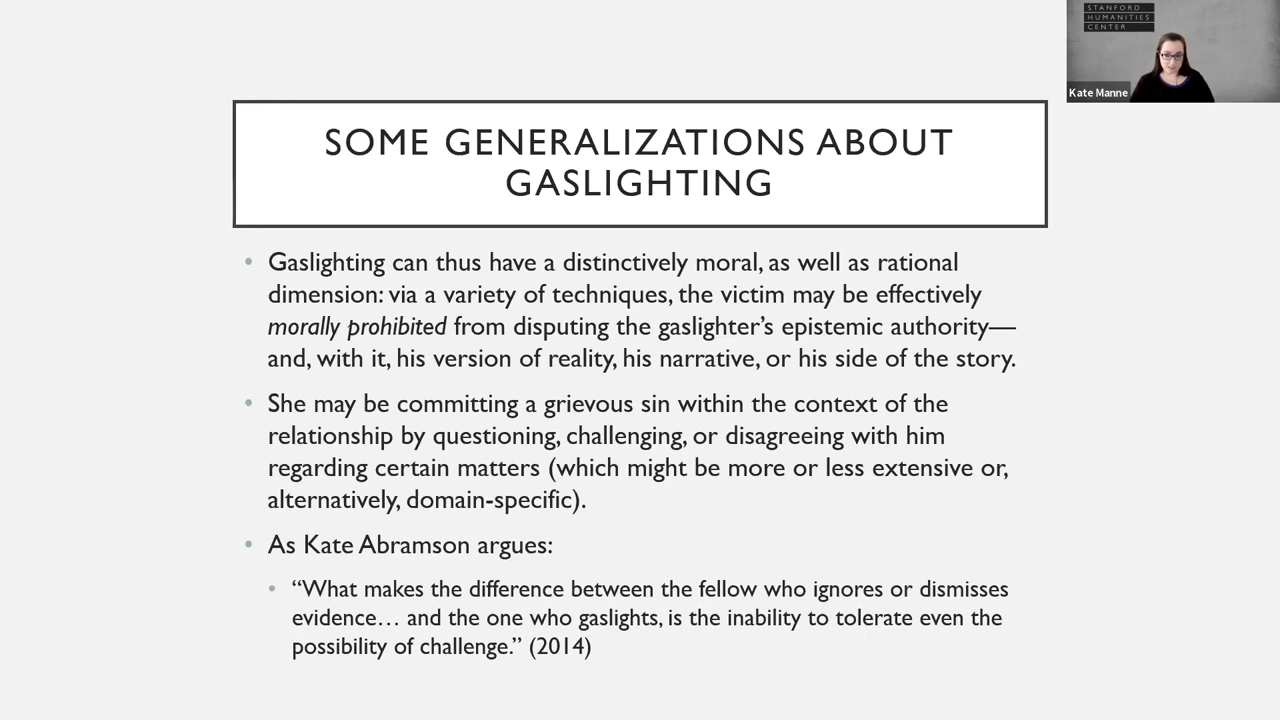 STANFORD
HUMANITIES
CENTER
Kate Manne
SOME GENERALIZATIONS ABOUT
GASLIGHTING
• Gaslighting can thus have a distinctively moral, as well as rational
dimension: via a variety of techniques, the victim may be effectively
morally prohibited from disputing the gaslighter’s epistemic authority—
and, with it, his version of reality, his narrative, or his side of the story.
• She may be committing a grievous sin within the context of the
relationship by questioning, challenging, or disagreeing with him
regarding certain matters (which might be more or less extensive or,
alternatively, domain-specific).
• As Kate Abramson argues:
• “What makes the difference between the fellow who ignores or dismisses
evidence… and the one who gaslights, is the inability to tolerate even the
possibility of challenge.” (2014)